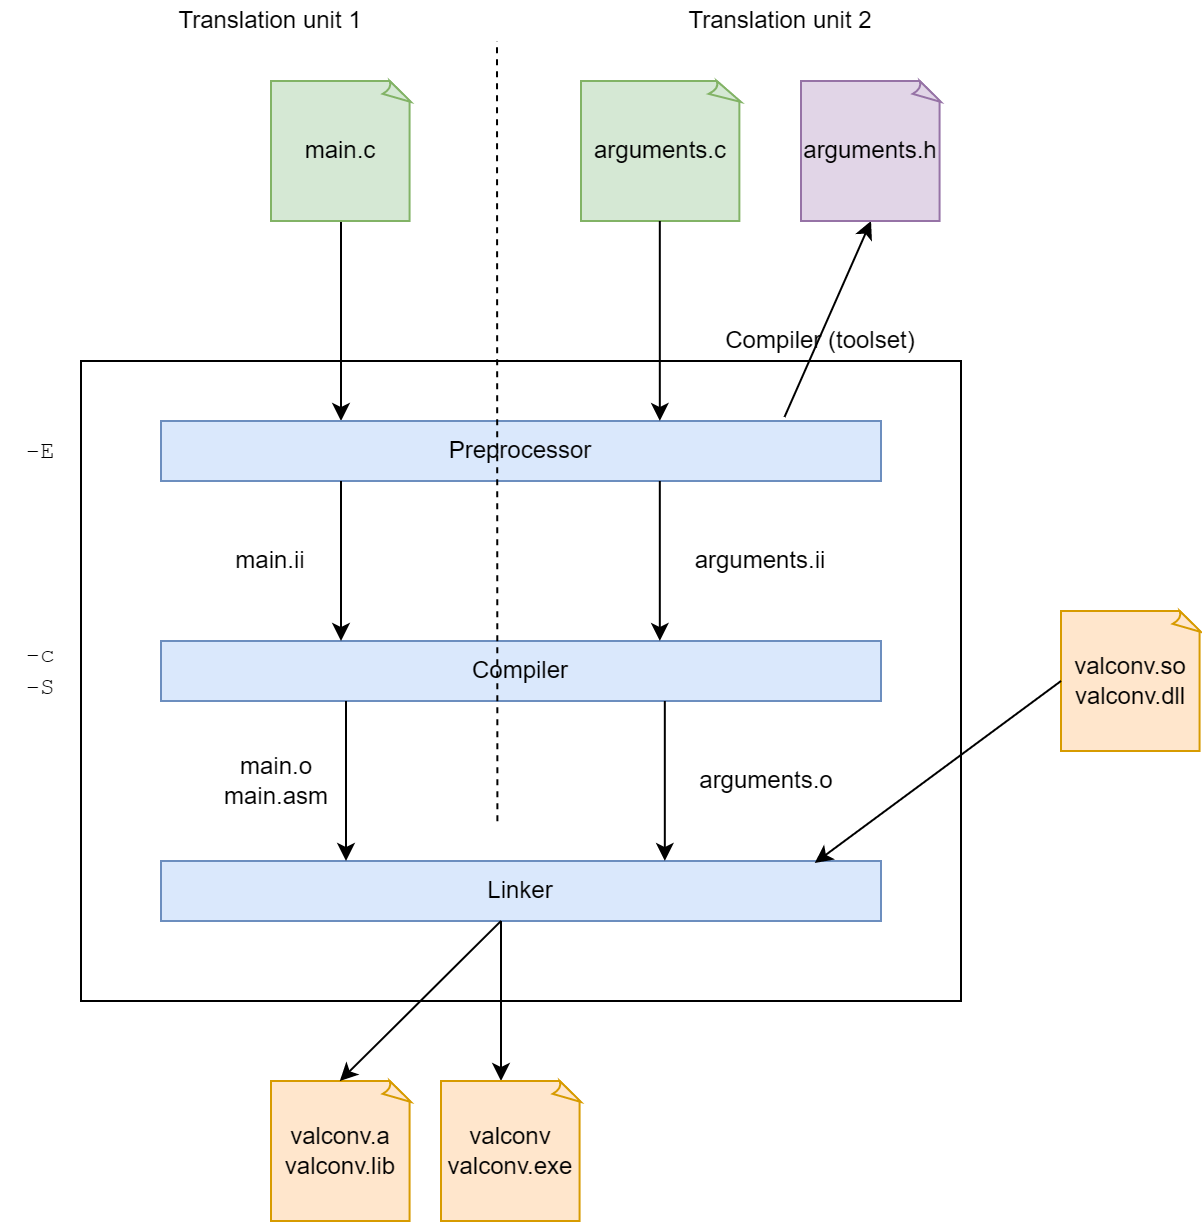 Translation unit 1
Translation unit 2
main.c
arguments.c
arguments.h
Compiler (toolset)
-E
Preprocessor
main.ii
arguments.ii
-c
-S
Compiler
valconv.so
valconv.dll
main.o
main.asm
arguments.o
Linker
valconv.a
valconv.lib
valconv
valconv.exe